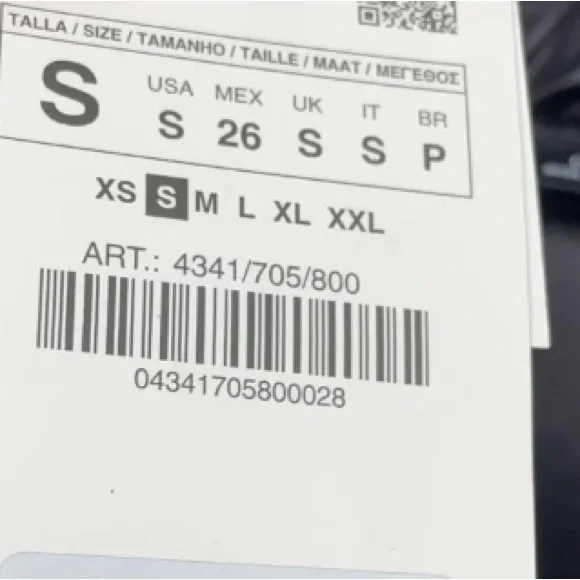 TALLA / SIZE / TAMANHO / TAILLE / MAAT / ΜΕΓΕΘΟΣ
S USA MEX UK IT BR
S 26 S S P
XS S M L XL XXL
ART.: 4341/705/800
04341705800028